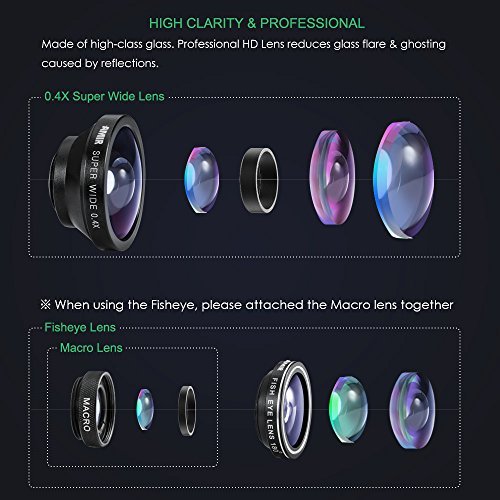 HIGH CLARITY & PROFESSIONAL
Made of high-class glass. Professional HD Lens reduces glass flare & ghosting
caused by reflections.
0.4X Super Wide Lens
AMIR SUPER WIDE 0.4X
※ When using the Fisheye, please attached the Macro lens together
Fisheye Lens
Macro Lens
MACRO
FISH EYE LENS 180